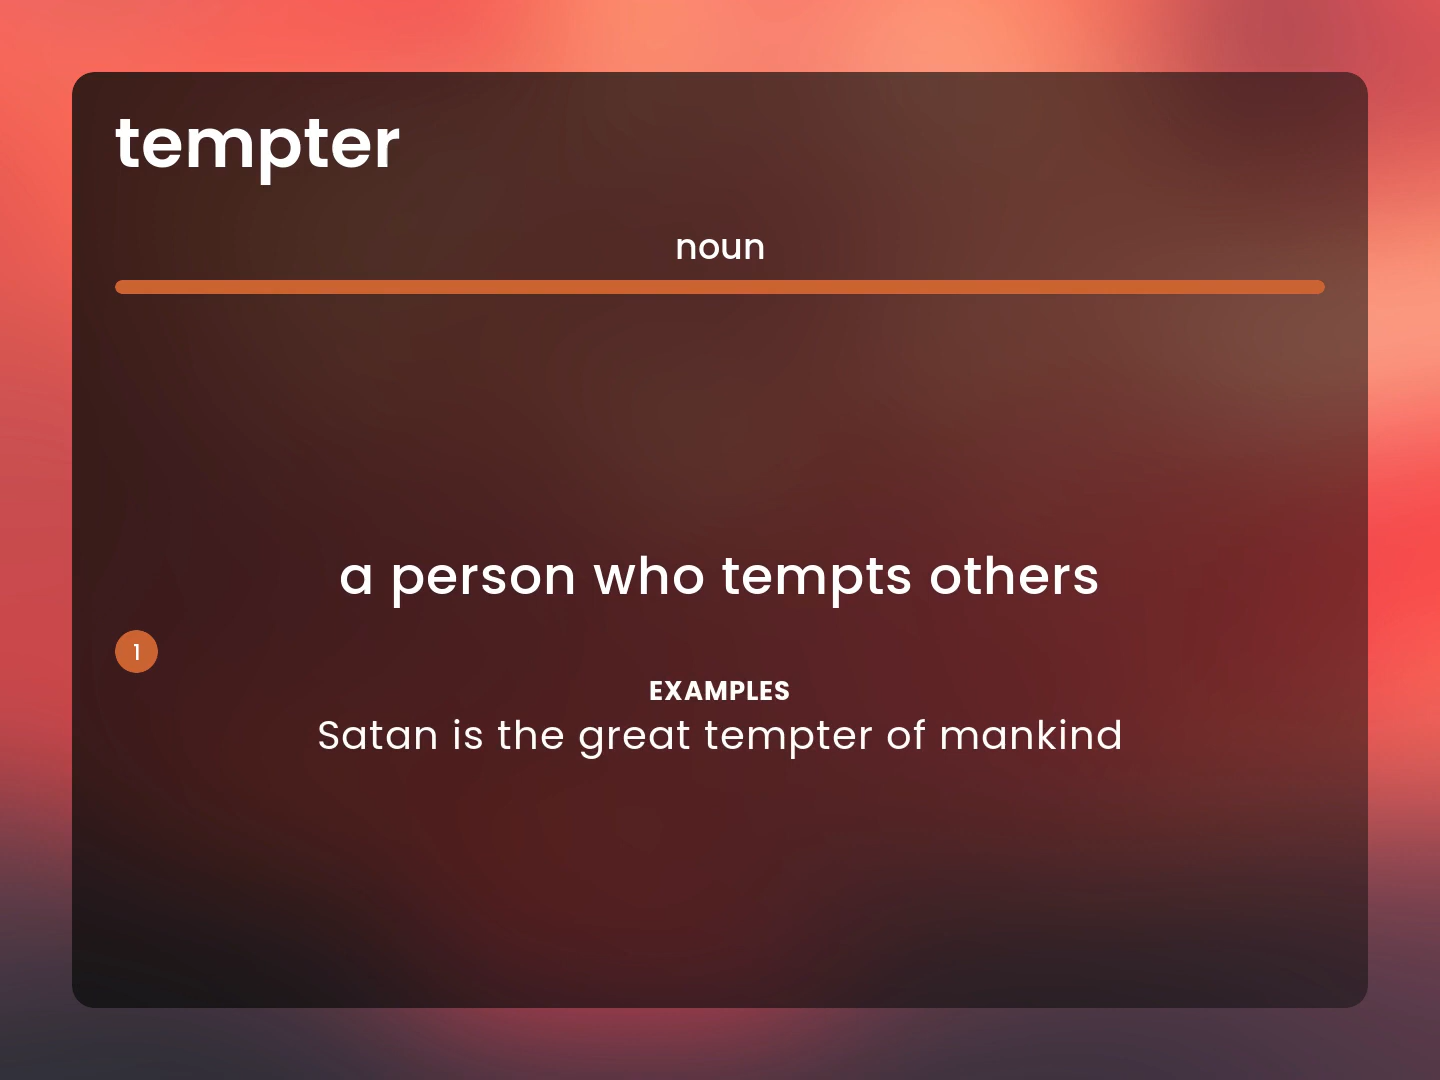 tempter
noun
a person who tempts others
1
EXAMPLES
Satan is the great tempter of mankind